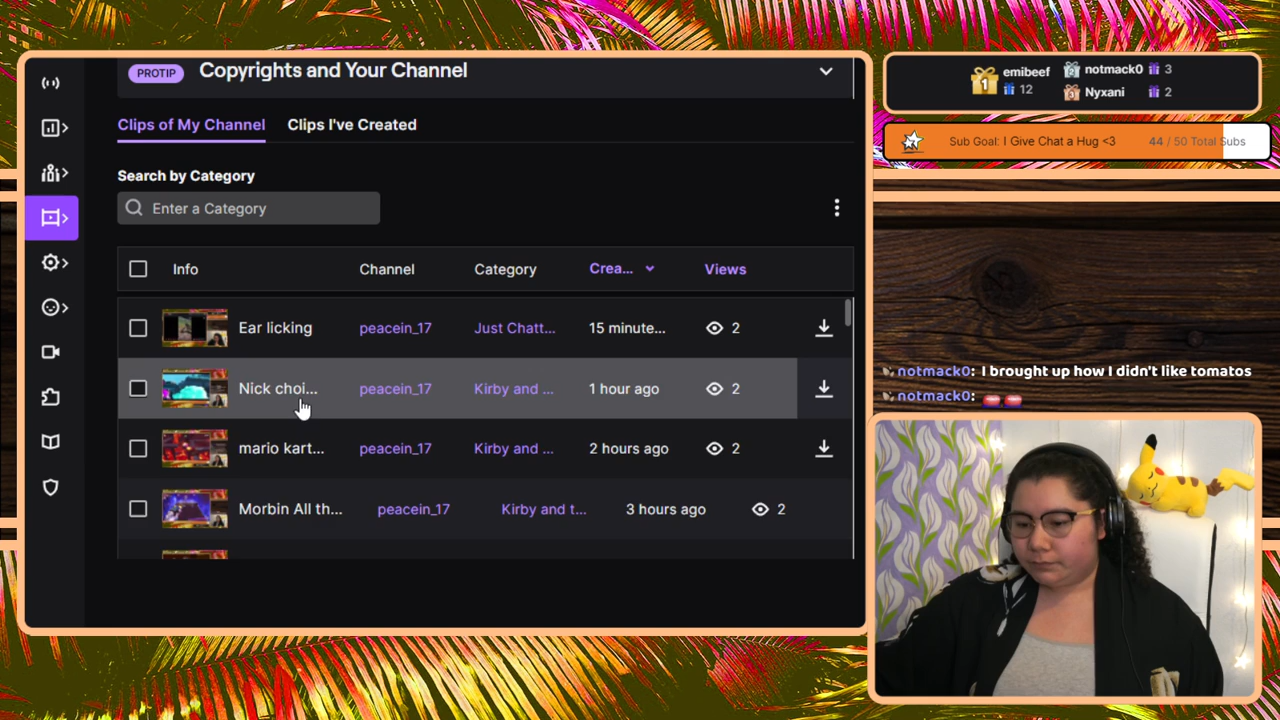 PROTIP Copyrights and Your Channel
Clips of My Channel Clips I've Created
Search by Category
Enter a Category
Info Channel Category Crea... Views
Ear licking peacein_17 Just Chatt... 15 minute... 2
Nick choi... peacein_17 Kirby and ... 1 hour ago 2
mario kart... peacein_17 Kirby and ... 2 hours ago 2
Morbin All th... peacein_17 Kirby and t... 3 hours ago 2
1 emibeef 12
2 notmack0 3
3 Nyxani 2
Sub Goal: I Give Chat a Hug <3 44 / 50 Total Subs
notmack0: I brought up how I didn't like tomatos
notmack0: